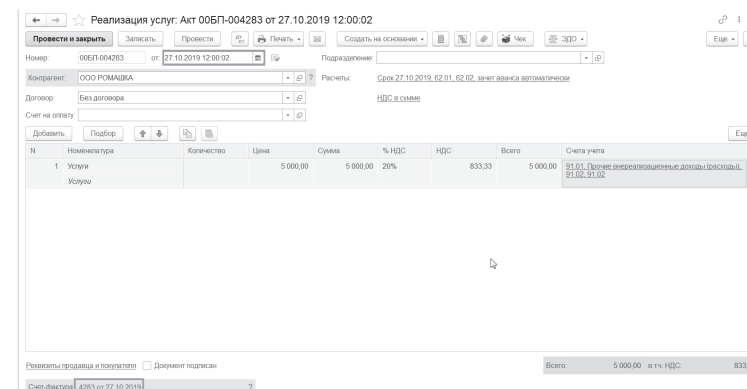 Реализация услуг: Акт 00БП-004283 от 27.10.2019 12:00:02
Провести и закрыть Записать Провести Дт Кт Печать Создать на основании Чек ЭДО Еще
Номер: 00БП-004283 от: 27.10.2019 12:00:02 Подразделение:
Контрагент: ООО РОМАШКА ? Расчеты: Срок 27.10.2019, 62.01, 62.02, зачет аванса автоматически
Договор: Без договора НДС в сумме
Счет на оплату:
Добавить Подбор Еще
N Номенклатура Количество Цена Сумма % НДС НДС Всего Счета учета
1 Услуги 5 000,00 5 000,00 20% 833,33 5 000,00 91.01, Прочие внереализационные доходы (расходы),
Услуги 91.02, 91.02
Реквизиты продавца и покупателя Документ подписан Всего: 5 000,00 в т.ч. НДС: 833
Счет-фактура: 4283 от 27.10.2019 ?